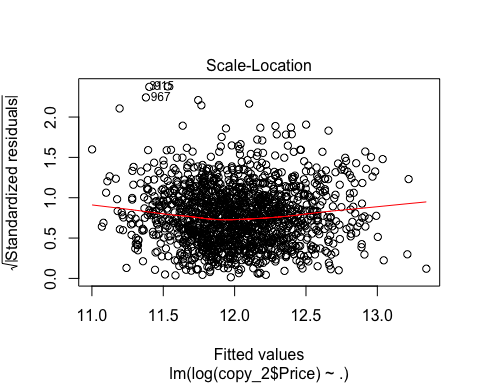 Scale-Location
967
√|Standardized residuals|
0.0 0.5 1.0 1.5 2.0
11.0 11.5 12.0 12.5 13.0
Fitted values
lm(log(copy_2$Price) ~ .)